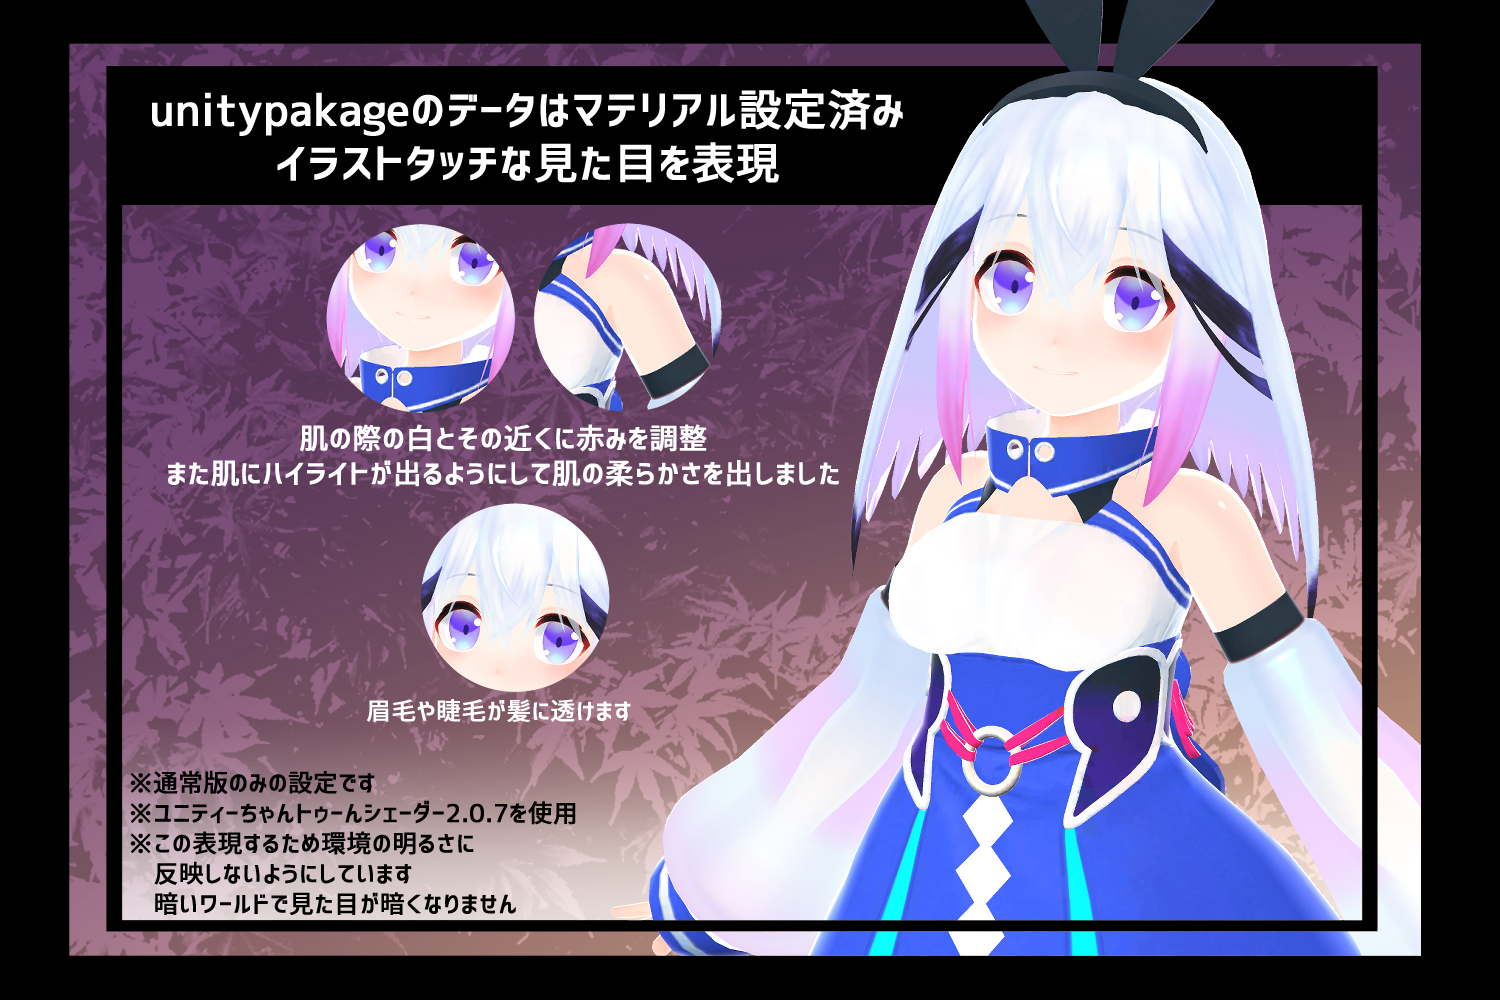 unitypakageのデータはマテリアル設定済み
イラストタッチな見た目を表現
肌の際の白とその近くに赤みを調整
また肌にハイライトが出るようにして肌の柔らかさを出しました
眉毛や睫毛が髪に透けます
※通常版のみの設定です
※ユニティーちゃんトゥーんシェーダー2.0.7を使用
※この表現するため環境の明るさに
反映しないようにしています
暗いワールドで見た目が暗くなりません